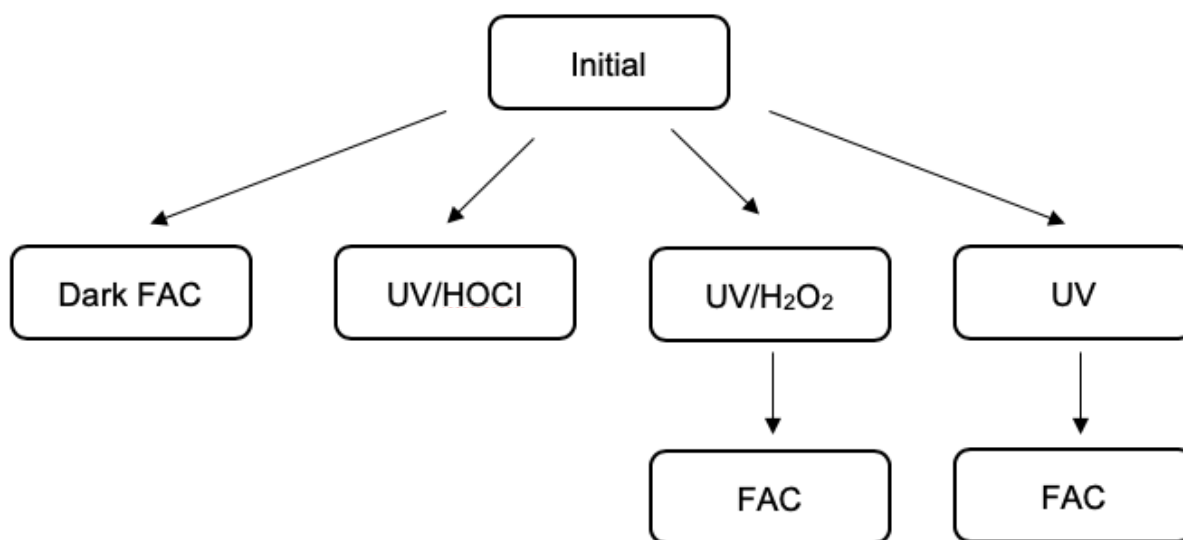 Initial
Dark FAC
UV/HOCl
UV/H₂O₂
UV
FAC
FAC